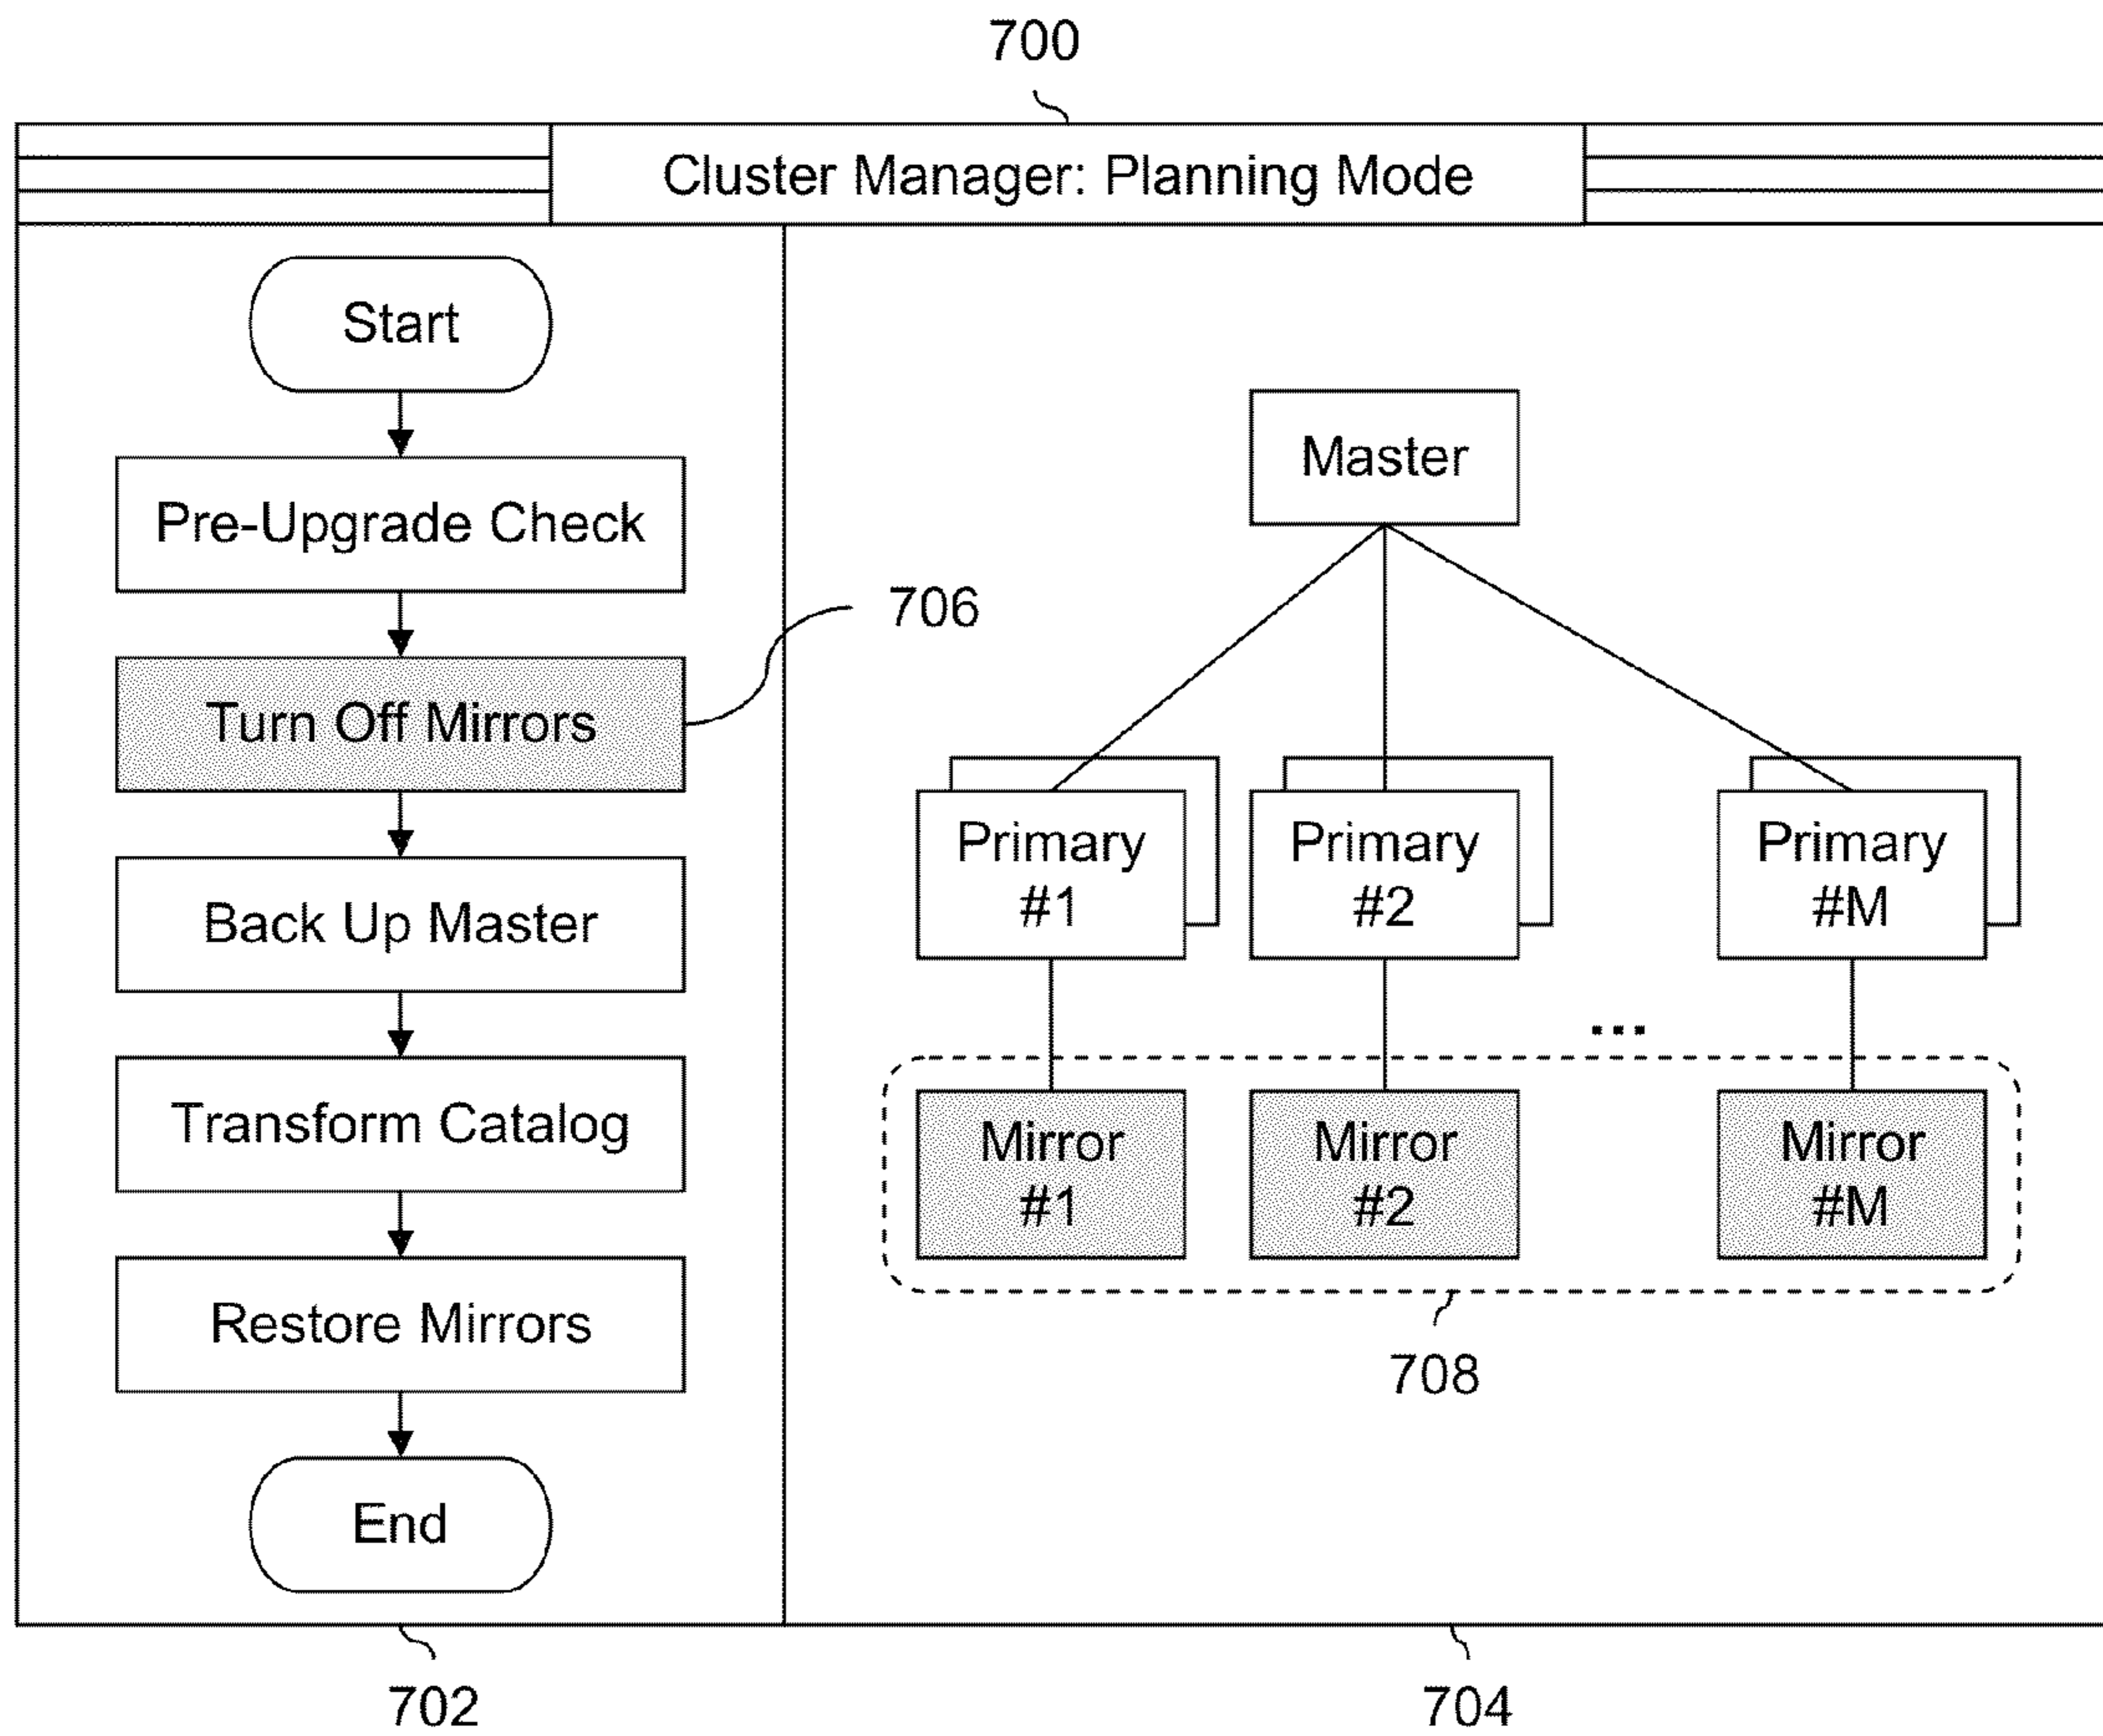 700
Cluster Manager: Planning Mode
Start
Pre-Upgrade Check
Turn Off Mirrors
706
Back Up Master
Transform Catalog
Restore Mirrors
End
702
Master
Primary
#1
Primary
#2
Primary
#M
...
Mirror
#1
Mirror
#2
Mirror
#M
708
704